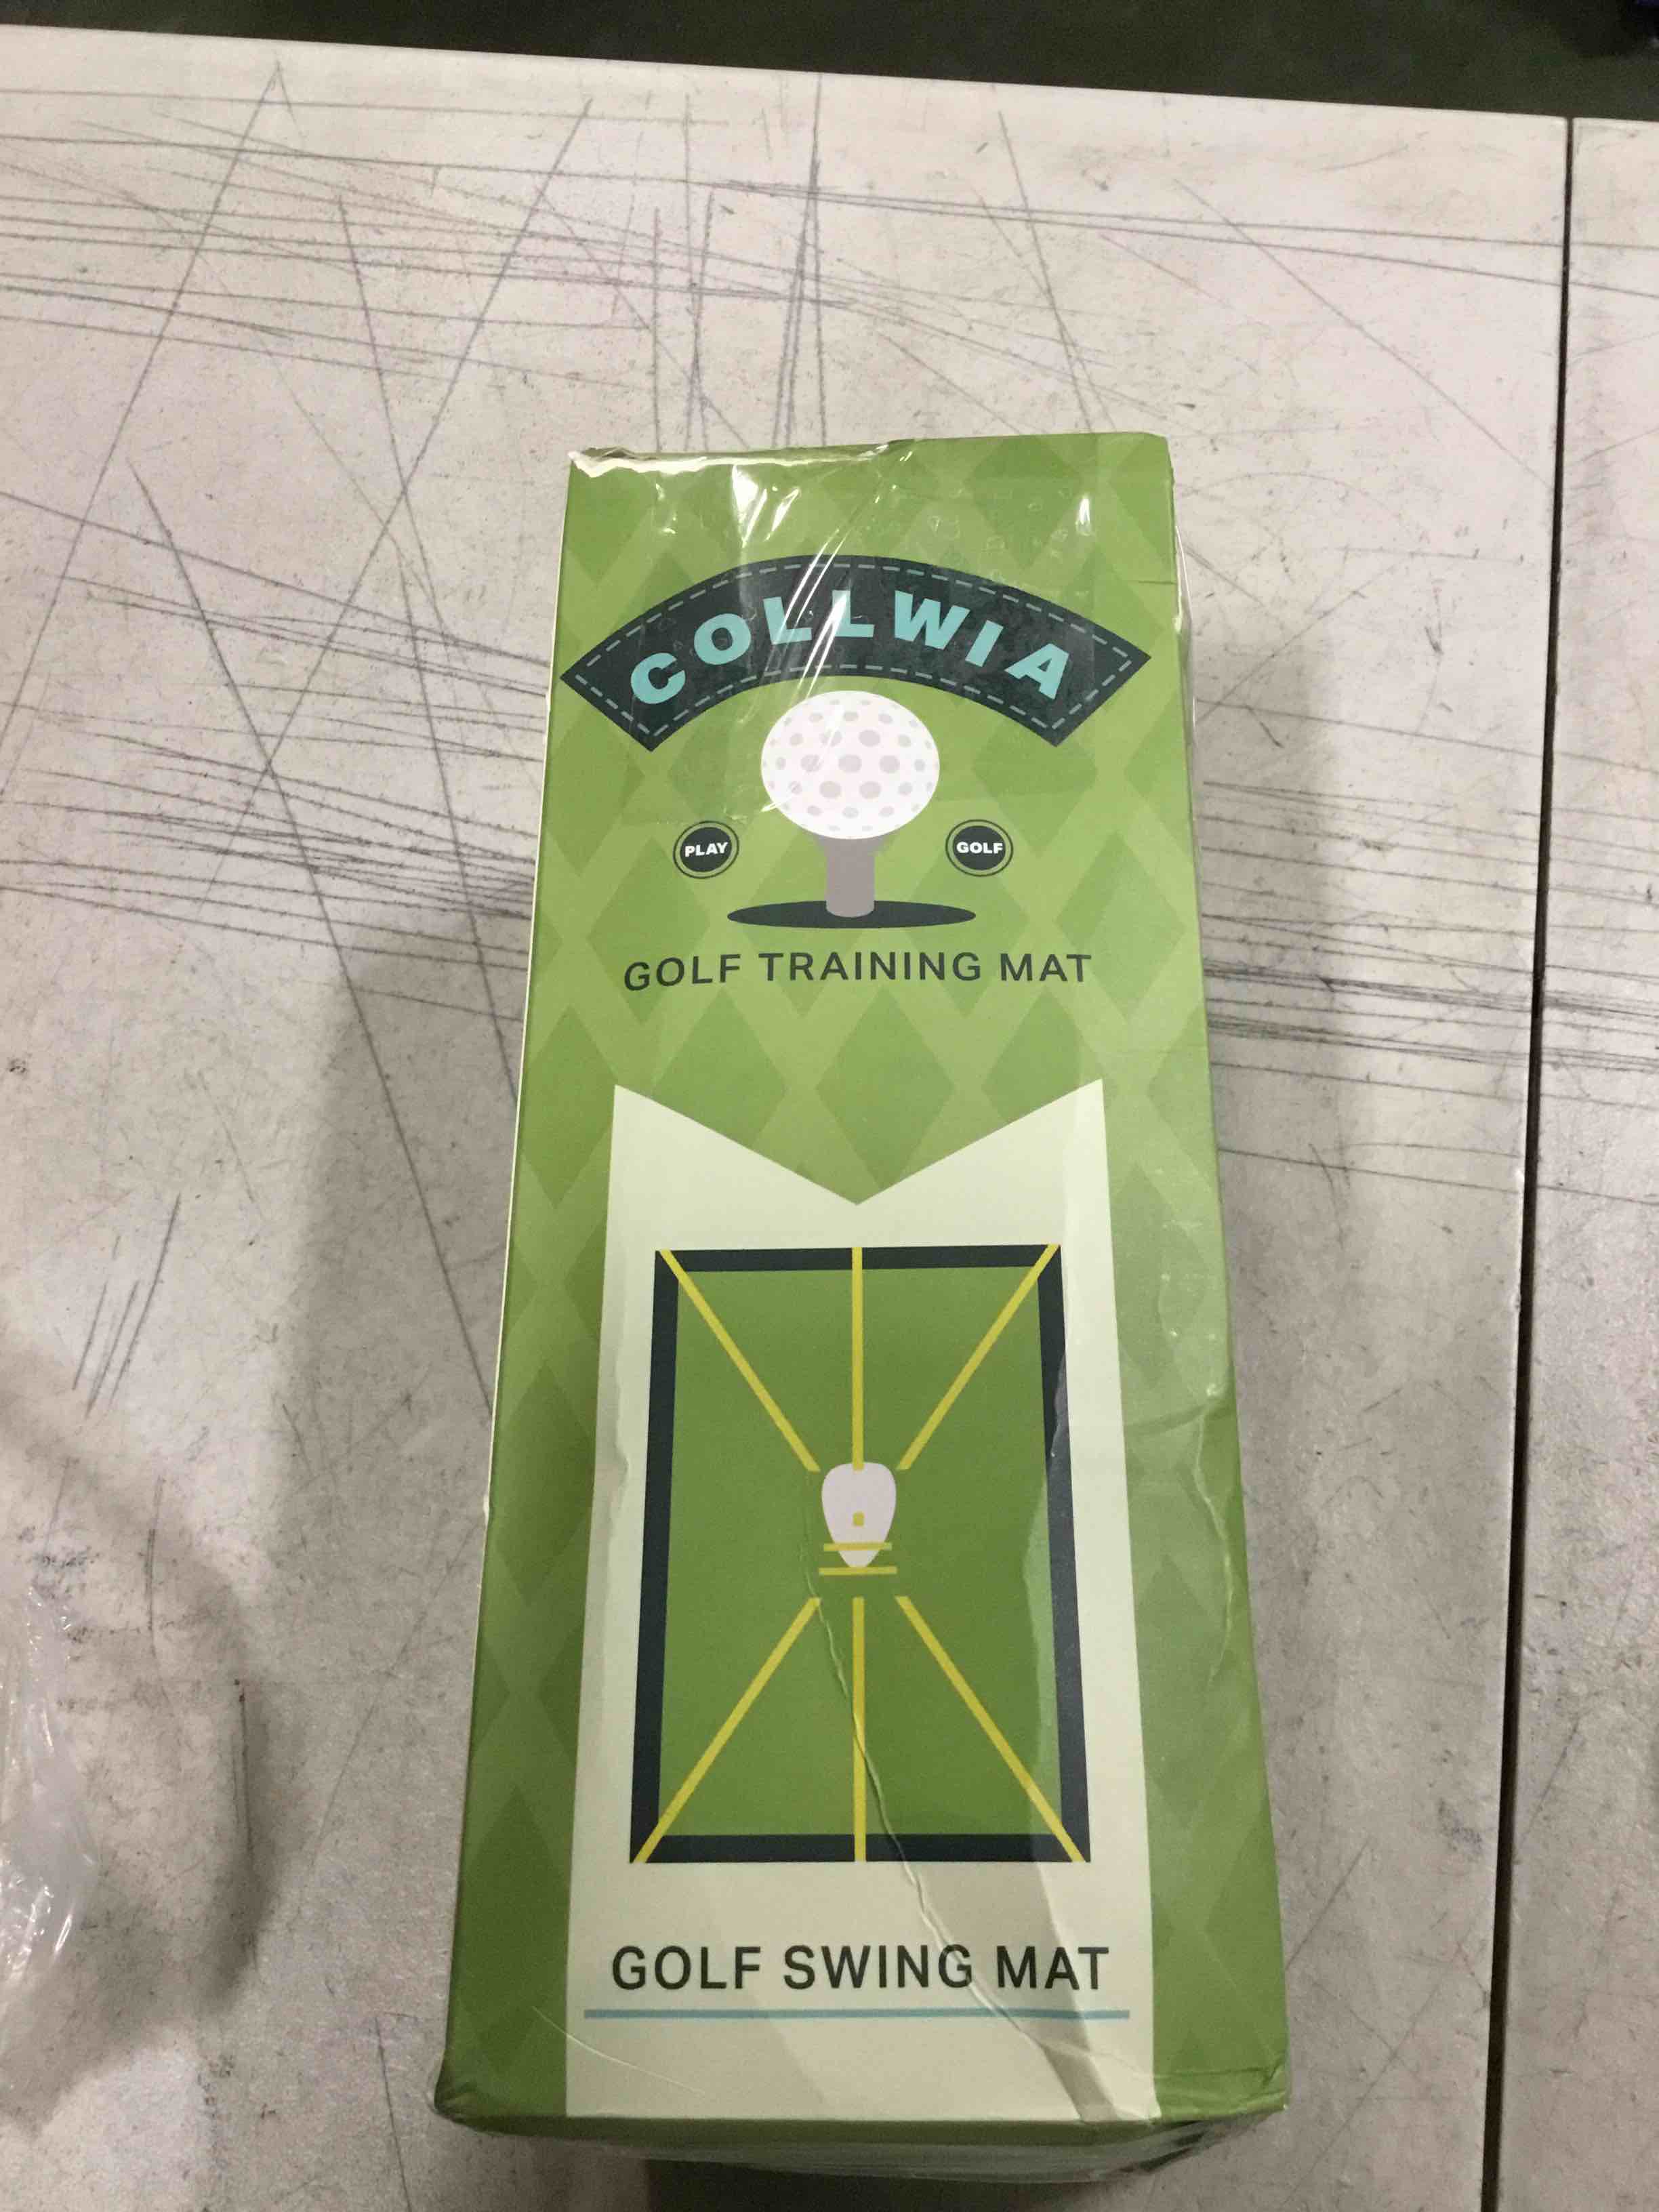 COLLWIA
PLAY GOLF
GOLF TRAINING MAT
GOLF SWING MAT